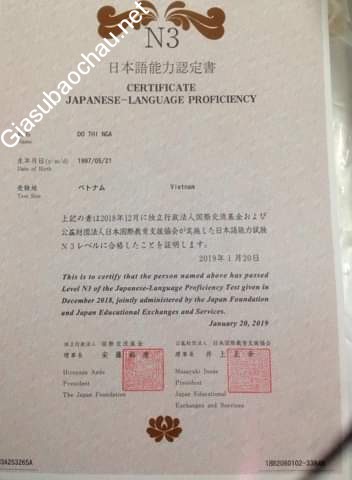 Giasubaochau.net
N3
日本語能力認定書
CERTIFICATE
JAPANESE-LANGUAGE PROFICIENCY
DO THI NGA
Name
生年月日(y/m/d) 1997/05/21
Date of Birth
受験地 ベトナム Vietnam
Test Site
上記の者は2018年12月に独立行政法人国際交流基金および
公益財団法人日本国際教育支援協会が実施した日本語能力試験
N3レベルに合格したことを証明します。
2019年1月20日
This is to certify that the person named above has passed
Level N3 of the Japanese-Language Proficiency Test given in
December 2018, jointly administered by the Japan Foundation
and Japan Educational Exchanges and Services.
January 20, 2019
独立行政法人 国際交流基金 公益財団法人 日本国際教育支援協会
理事長 安藤裕康 理事長 井上正幸
Hiroyasu Ando Masayuki Inoue
President President
The Japan Foundation Japan Educational
Exchanges and Services
N3A253265A